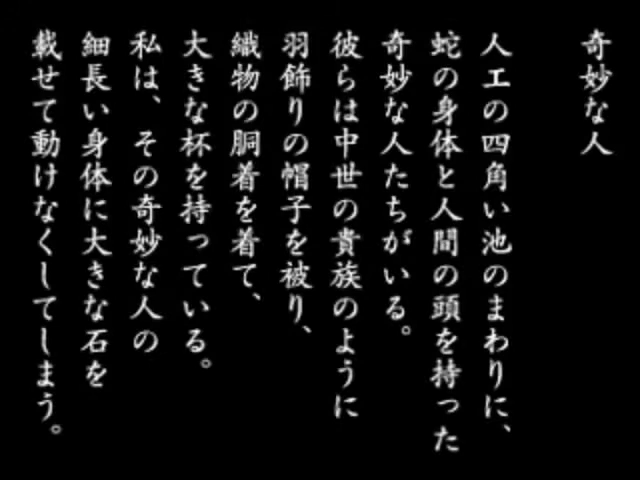 奇妙な人
人工の四角い池のまわりに、
蛇の身体と人間の頭を持った
奇妙な人たちがいる。
彼らは中世の貴族のように
羽飾りの帽子を被り、
織物の胴着を着て、
大きな杯を持っている。
私は、その奇妙な人の
細長い身体に大きな石を
載せて動けなくしてしまう。